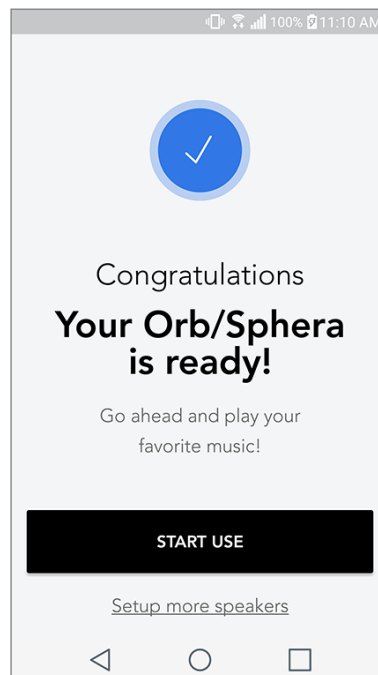 100% 11:10 AM
Congratulations
Your Orb/Sphera
is ready!
Go ahead and play your
favorite music!
START USE
Setup more speakers